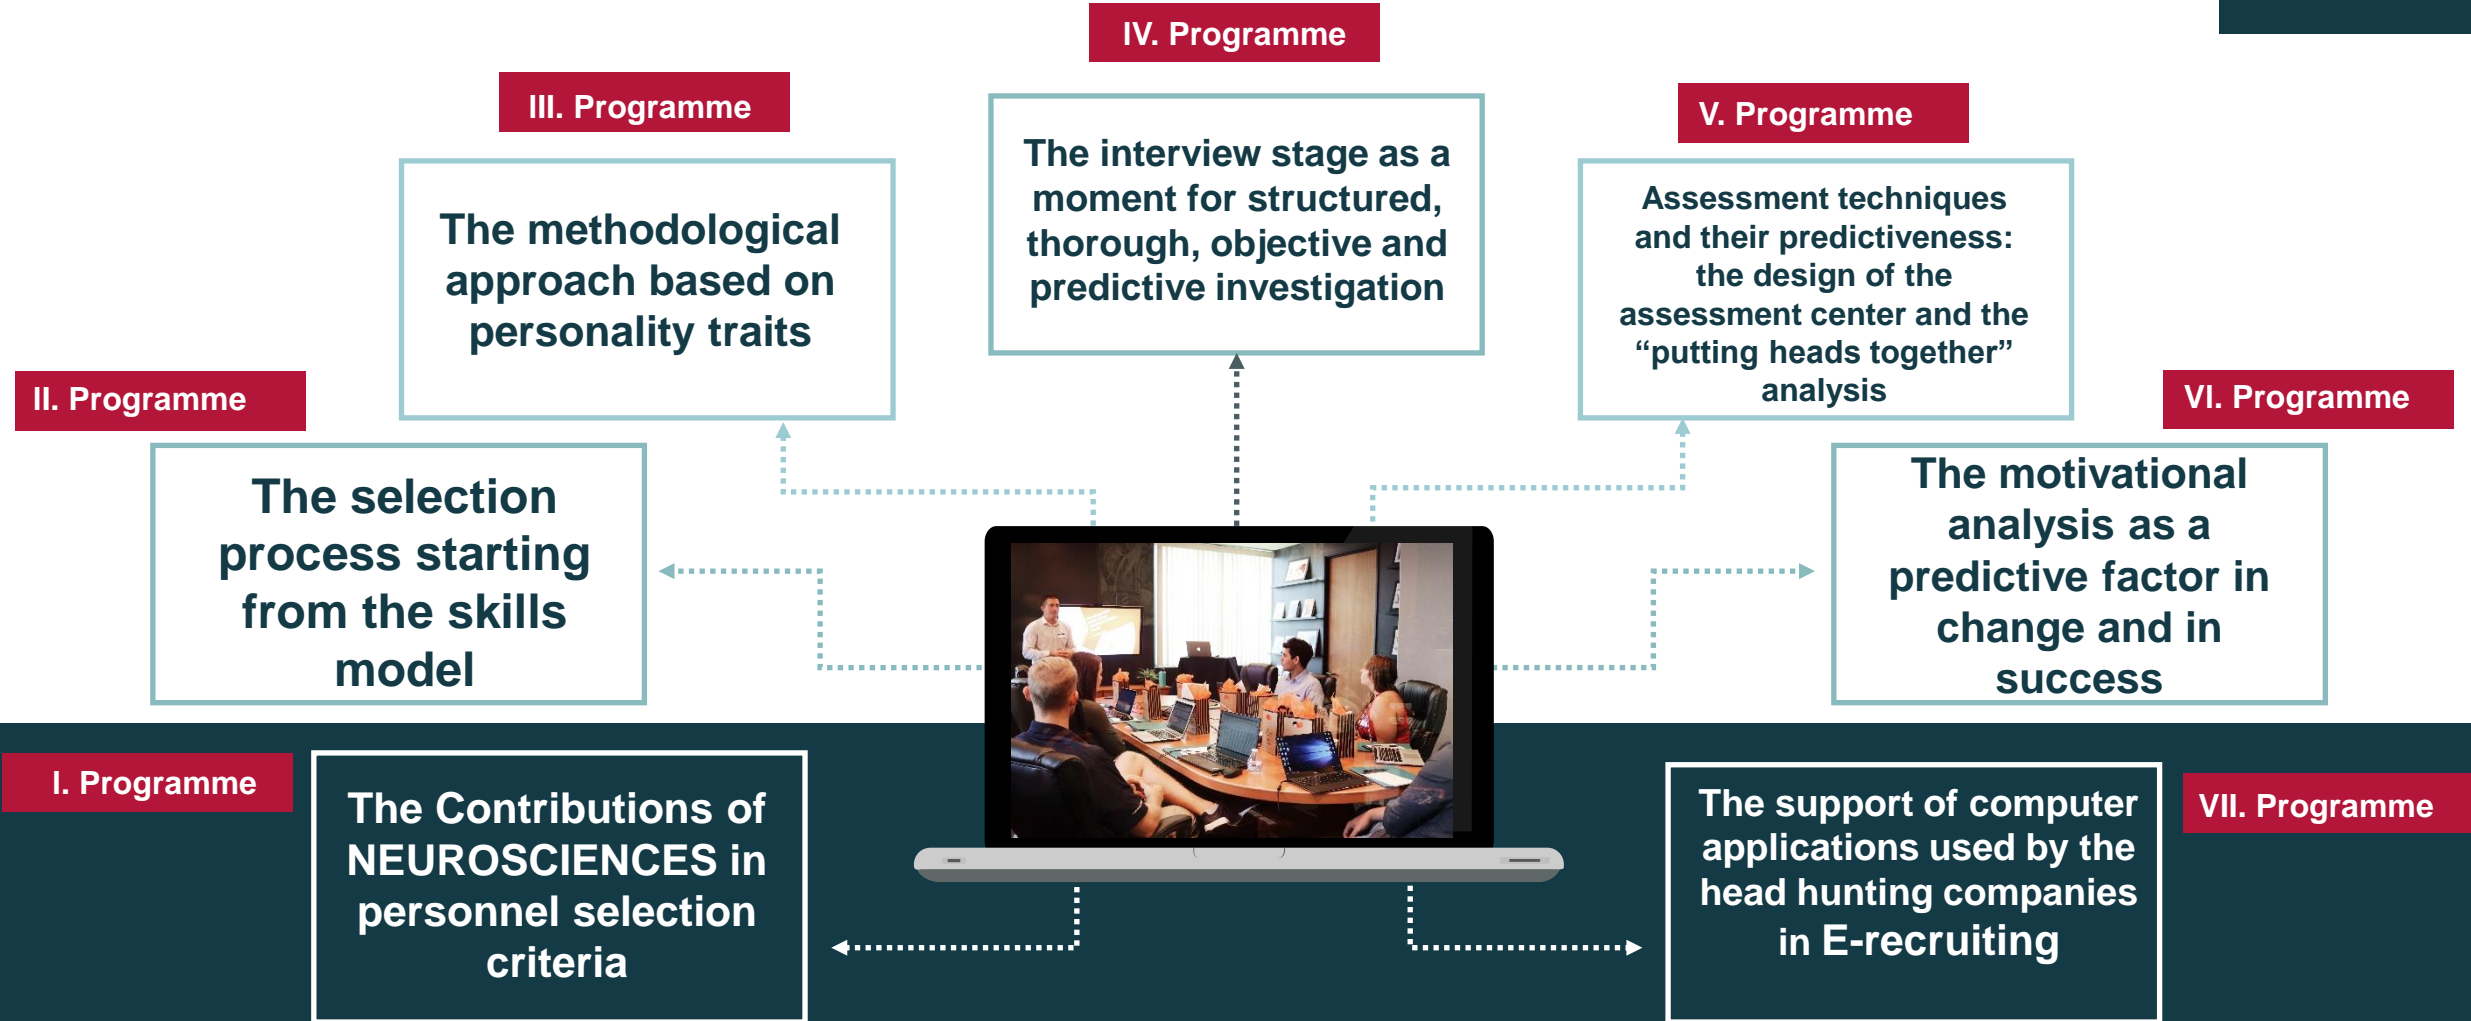 IV. Programme
The interview stage as a
moment for structured,
thorough, objective and
predictive investigation
III. Programme
The methodological
approach based on
personality traits
V. Programme
Assessment techniques
and their predictiveness:
the design of the
assessment center and the
“putting heads together”
analysis
II. Programme
The selection
process starting
from the skills
model
VI. Programme
The motivational
analysis as a
predictive factor in
change and in
success
I. Programme
The Contributions of
NEUROSCIENCES in
personnel selection
criteria
VII. Programme
The support of computer
applications used by the
head hunting companies
in E-recruiting